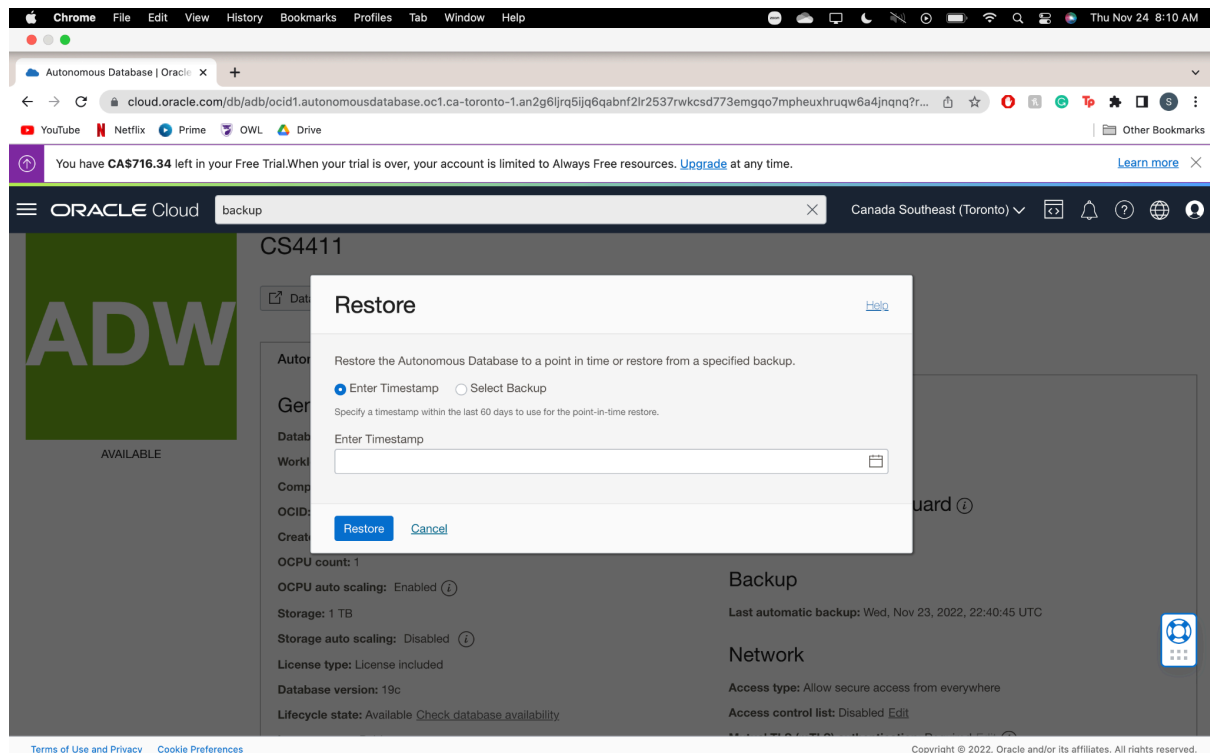 Chrome File Edit View History Bookmarks Profiles Tab Window Help Thu Nov 24 8:10 AM
Autonomous Database | Oracle
cloud.oracle.com/db/adb/ocid1.autonomousdatabase.oc1.ca-toronto-1.an2g6ljrq5ijq6qabnf2lr2537rwkcsd773emgqo7mpheuxhruqw6a4jnqnq?r... S
YouTube Netflix Prime OWL Drive Other Bookmarks
You have CA$716.34 left in your Free Trial.When your trial is over, your account is limited to Always Free resources. Upgrade at any time. Learn more
ORACLE Cloud backup Canada Southeast (Toronto)
ADW
AVAILABLE
CS4411
Restore Help
Restore the Autonomous Database to a point in time or restore from a specified backup.
Enter Timestamp Select Backup
Specify a timestamp within the last 60 days to use for the point-in-time restore.
Enter Timestamp
Restore Cancel
OCID:
OCPU count: 1
OCPU auto scaling: Enabled
Storage: 1 TB
Storage auto scaling: Disabled
License type: License included
Database version: 19c
Lifecycle state: Available Check database availability
Backup
Last automatic backup: Wed, Nov 23, 2022, 22:40:45 UTC
Network
Access type: Allow secure access from everywhere
Access control list: Disabled Edit
Terms of Use and Privacy Cookie Preferences Copyright © 2022, Oracle and/or its affiliates. All rights reserved.